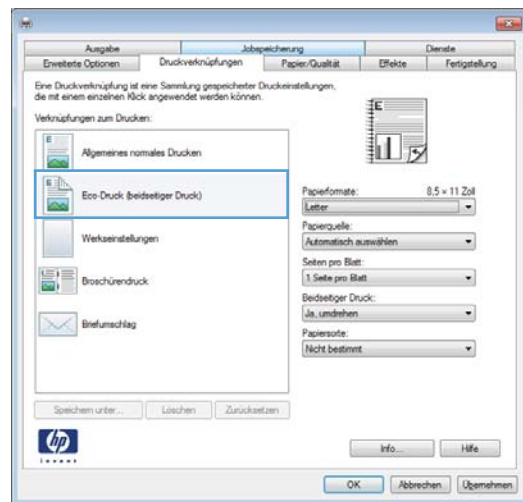 Ausgabe
Jobspeicherung
Dienste
Erweiterte Optionen
Druckverknüpfungen
Papier/Qualität
Effekte
Fertigstellung
Eine Druckverknüpfung ist eine Sammlung gespeicherter Druckeinstellungen,
die mit einem einzelnen Klick angewendet werden können.
Verknüpfungen zum Drucken:
E
Allgemeines normales Drucken
E
Eco-Druck (beidseitiger Druck)
Werkseinstellungen
Broschürendruck
Briefumschlag
E
Papierformate: 8,5 × 11 Zoll
Letter
Papierquelle:
Automatisch auswählen
Seiten pro Blatt:
1 Seite pro Blatt
Beidseitiger Druck:
Ja, umdrehen
Papiersorte:
Nicht bestimmt
Speichern unter...
Löschen
Zurücksetzen
hp
invent
Info...
Hilfe
OK
Abbrechen
Übernehmen